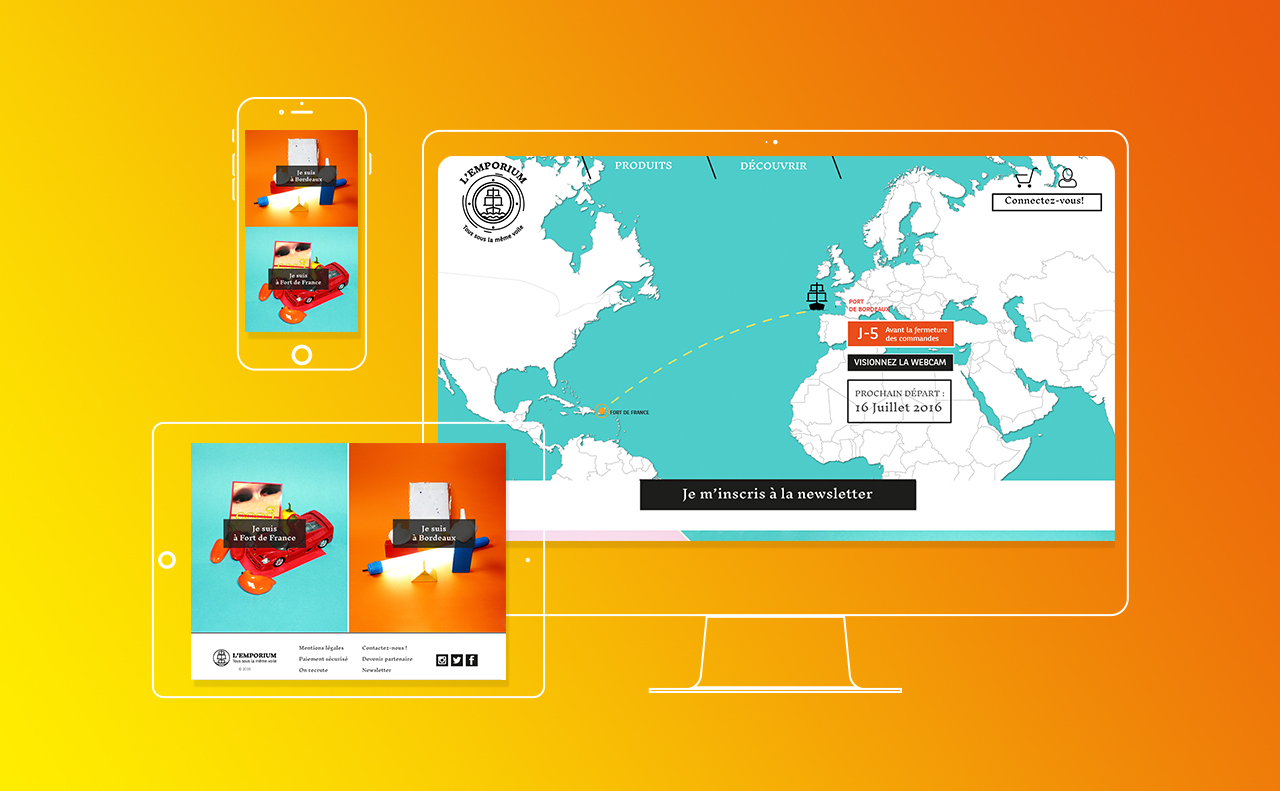 Je suis
à Bordeaux
Je suis
à Fort de France
L'EMPORIUM
Tous sous la même voile
PRODUITS
DÉCOUVRIR
Connectez-vous!
PORT
DE BORDEAUX
J-5 Avant la fermeture
des commandes
VISIONNEZ LA WEBCAM
PROCHAIN DÉPART :
16 Juillet 2016
FORT DE FRANCE
Je m'inscris à la newsletter
Je suis
à Fort de France
Je suis
à Bordeaux
L'EMPORIUM
Tous sous la même voile
© 2016
Mentions légales
Paiement sécurisé
On recrute
Contactez-nous !
Devenir partenaire
Newsletter